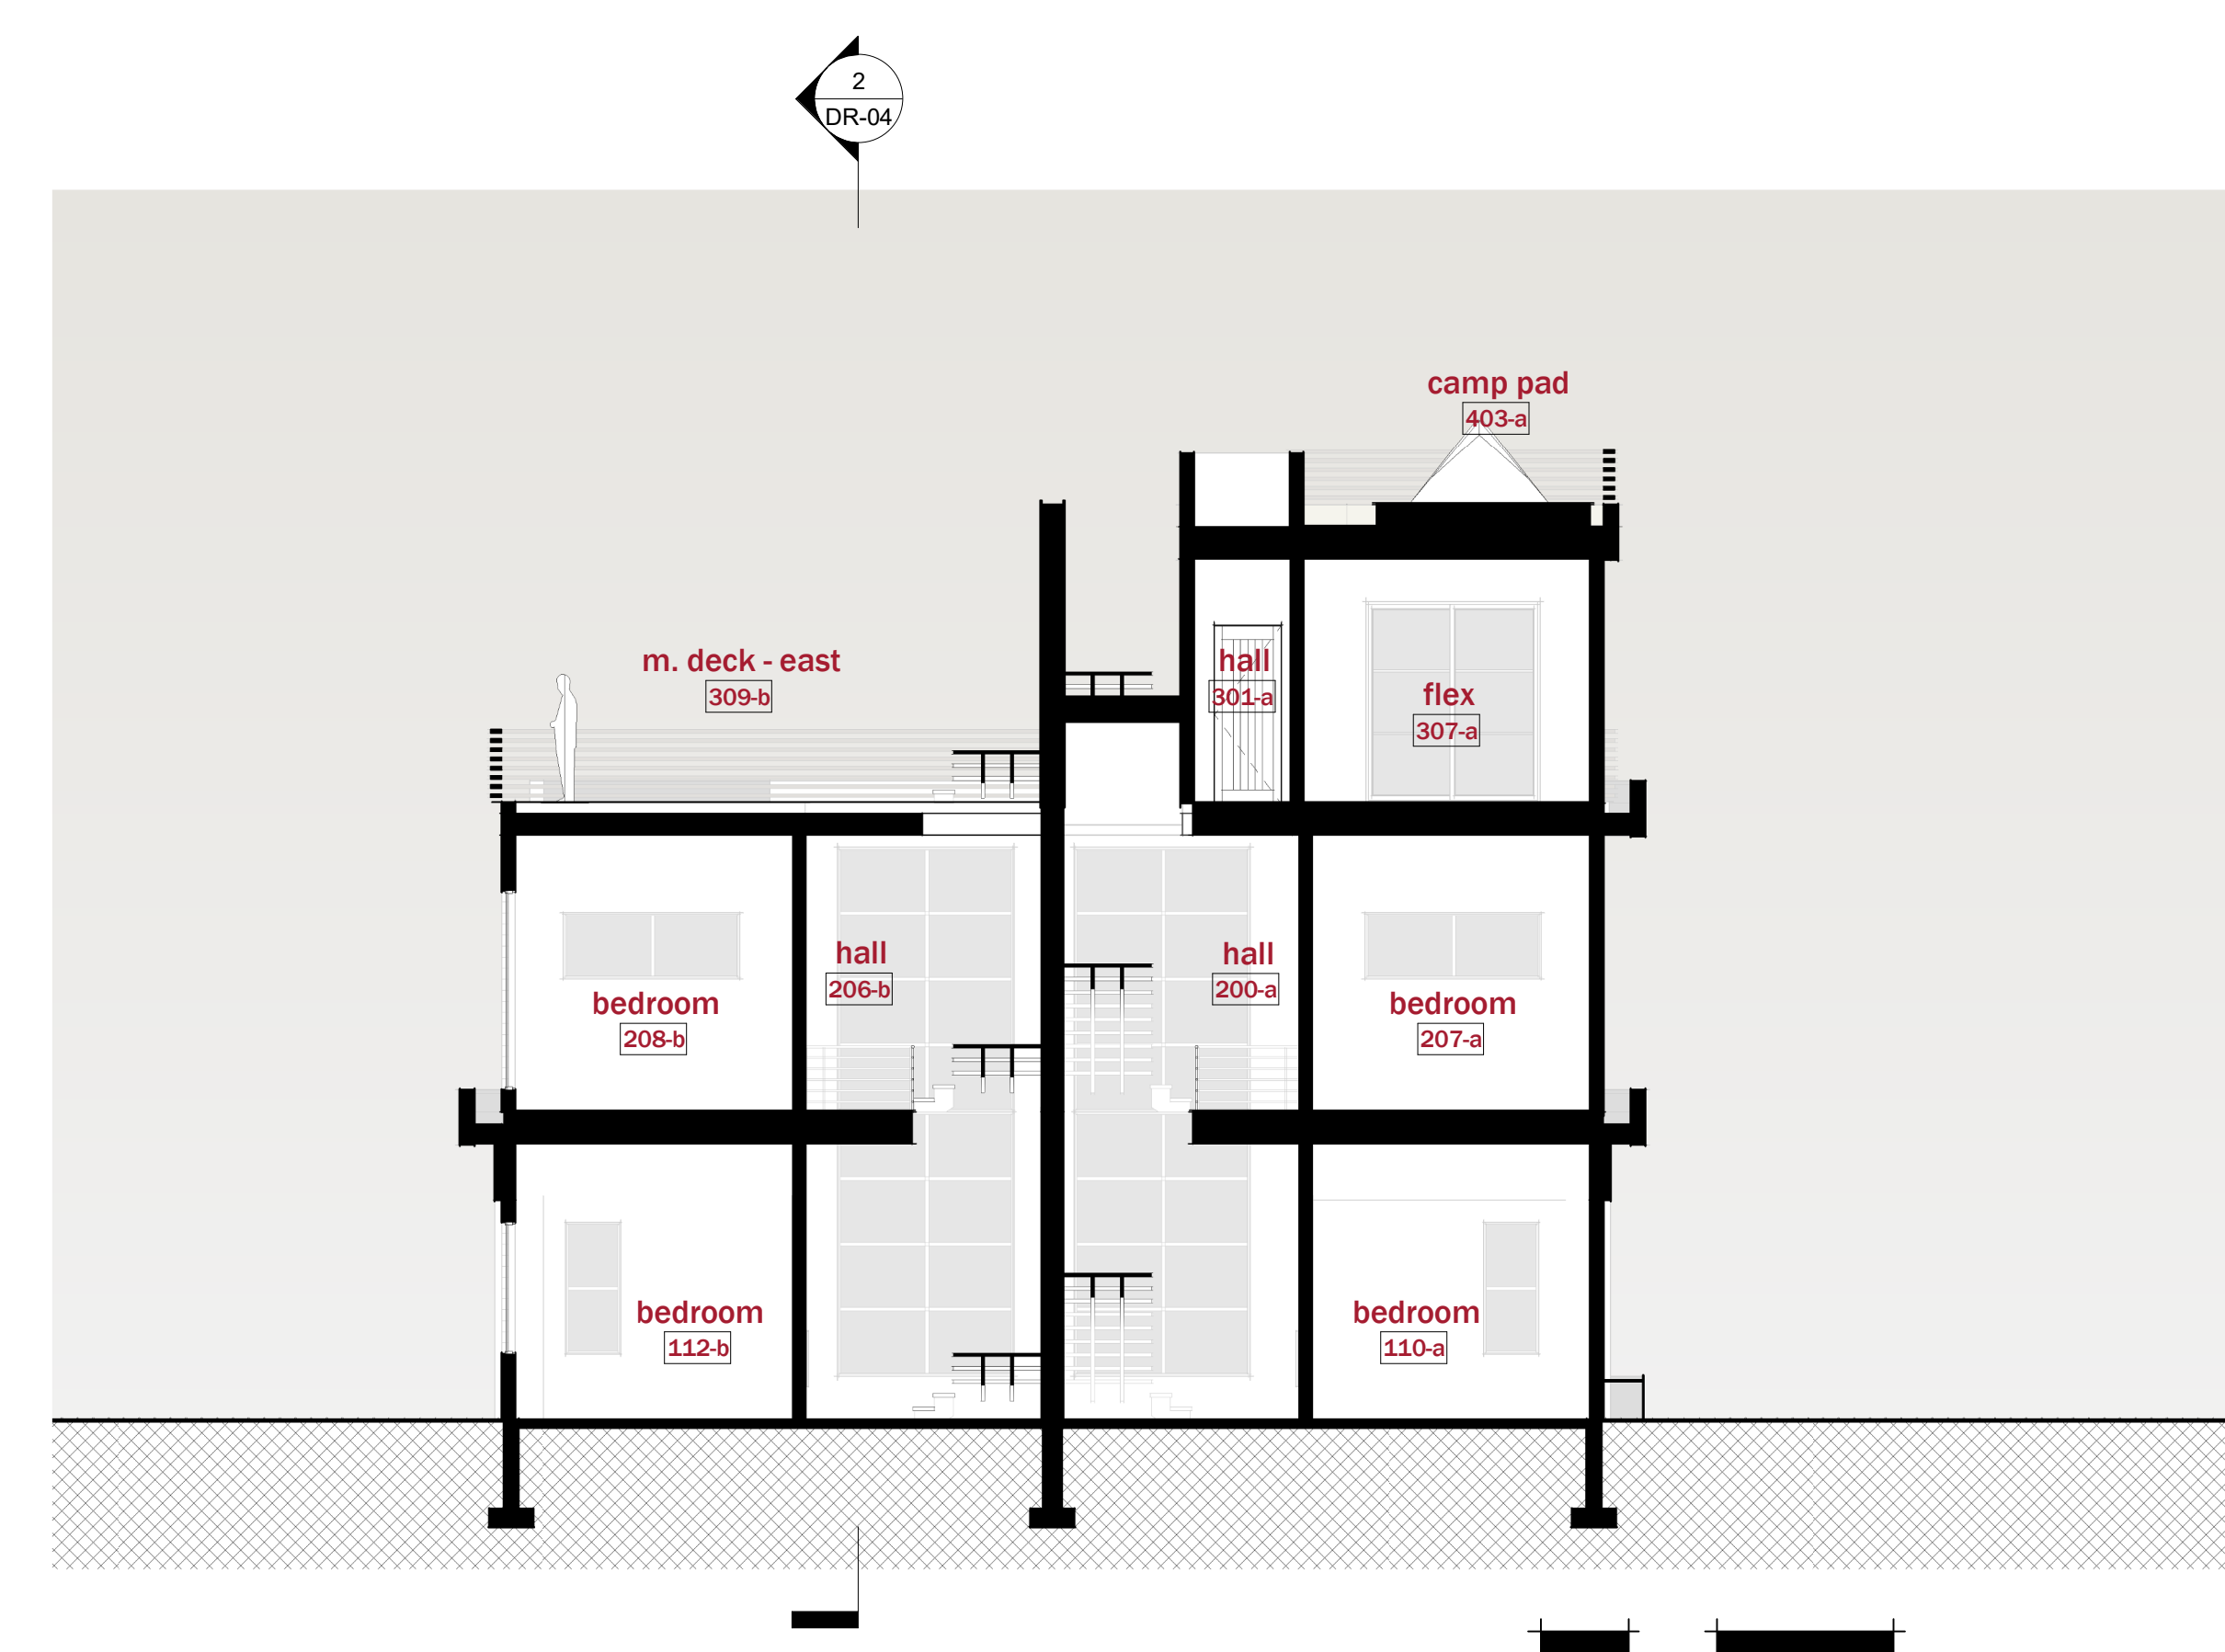 2
DR-04
camp pad
403-a
m. deck - east
309-b
hall
301-a
flex
307-a
hall
206-b
hall
200-a
bedroom
208-b
bedroom
207-a
bedroom
112-b
bedroom
110-a